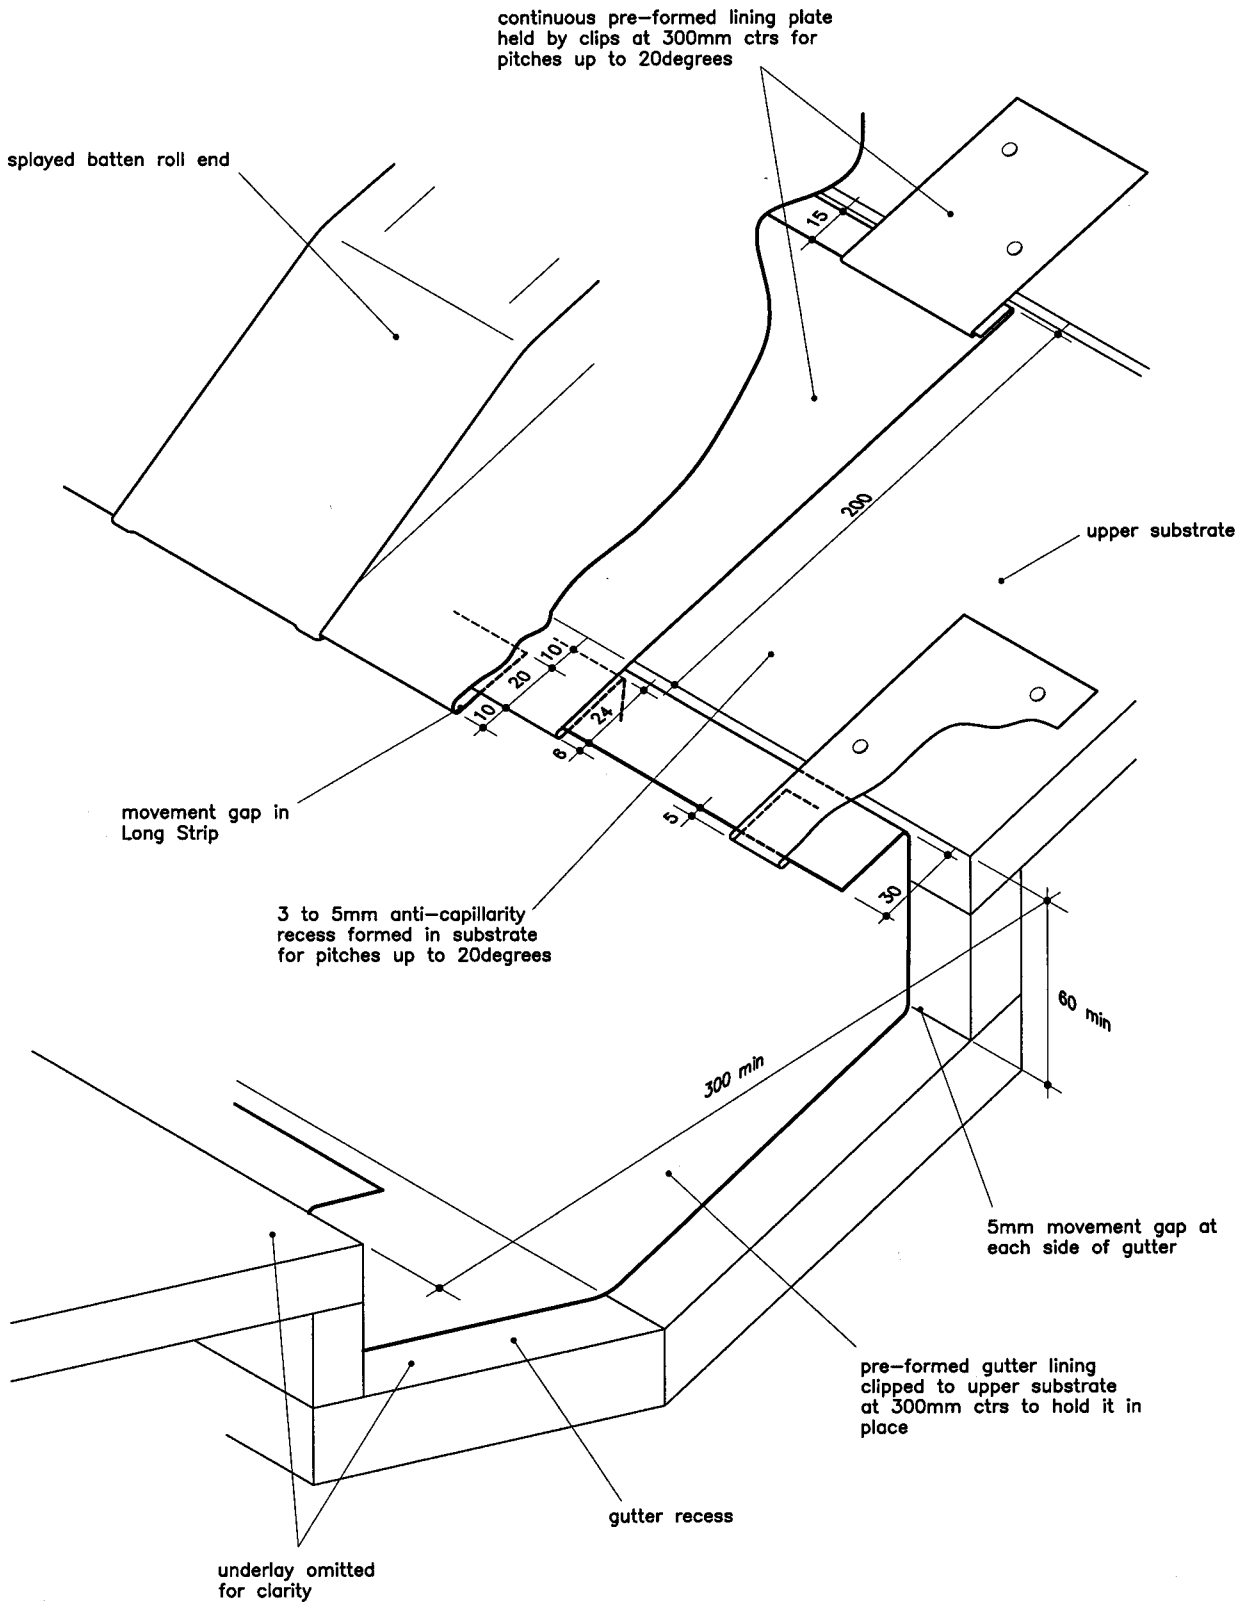 continuous pre-formed lining plate
held by clips at 300mm ctrs for
pitches up to 20degrees
splayed batten roll end
15
200
upper substrate
10
20
10
24
6
5
movement gap in
Long Strip
30
3 to 5mm anti-capillarity
recess formed in substrate
for pitches up to 20degrees
60 min
300 min
5mm movement gap at
each side of gutter
pre-formed gutter lining
clipped to upper substrate
at 300mm ctrs to hold it in
place
gutter recess
underlay omitted
for clarity